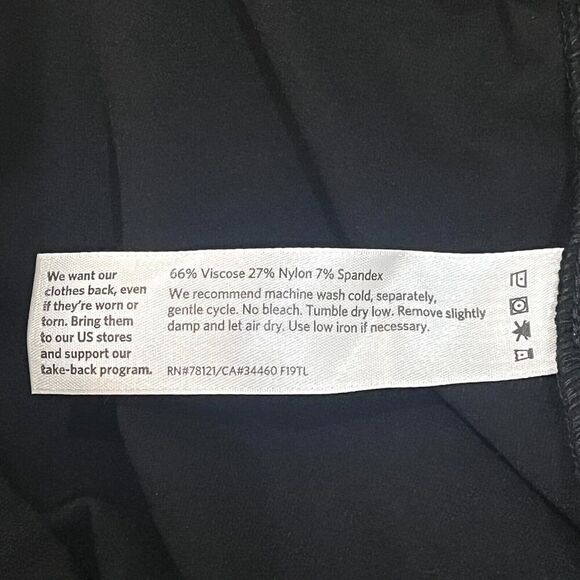 We want our
clothes back, even
if they're worn or
torn. Bring them
to our US stores
and support our
take-back program.
66% Viscose 27% Nylon 7% Spandex
We recommend machine wash cold, separately,
gentle cycle. No bleach. Tumble dry low. Remove slightly
damp and let air dry. Use low iron if necessary.
RN#78121/CA#34460 F19TL